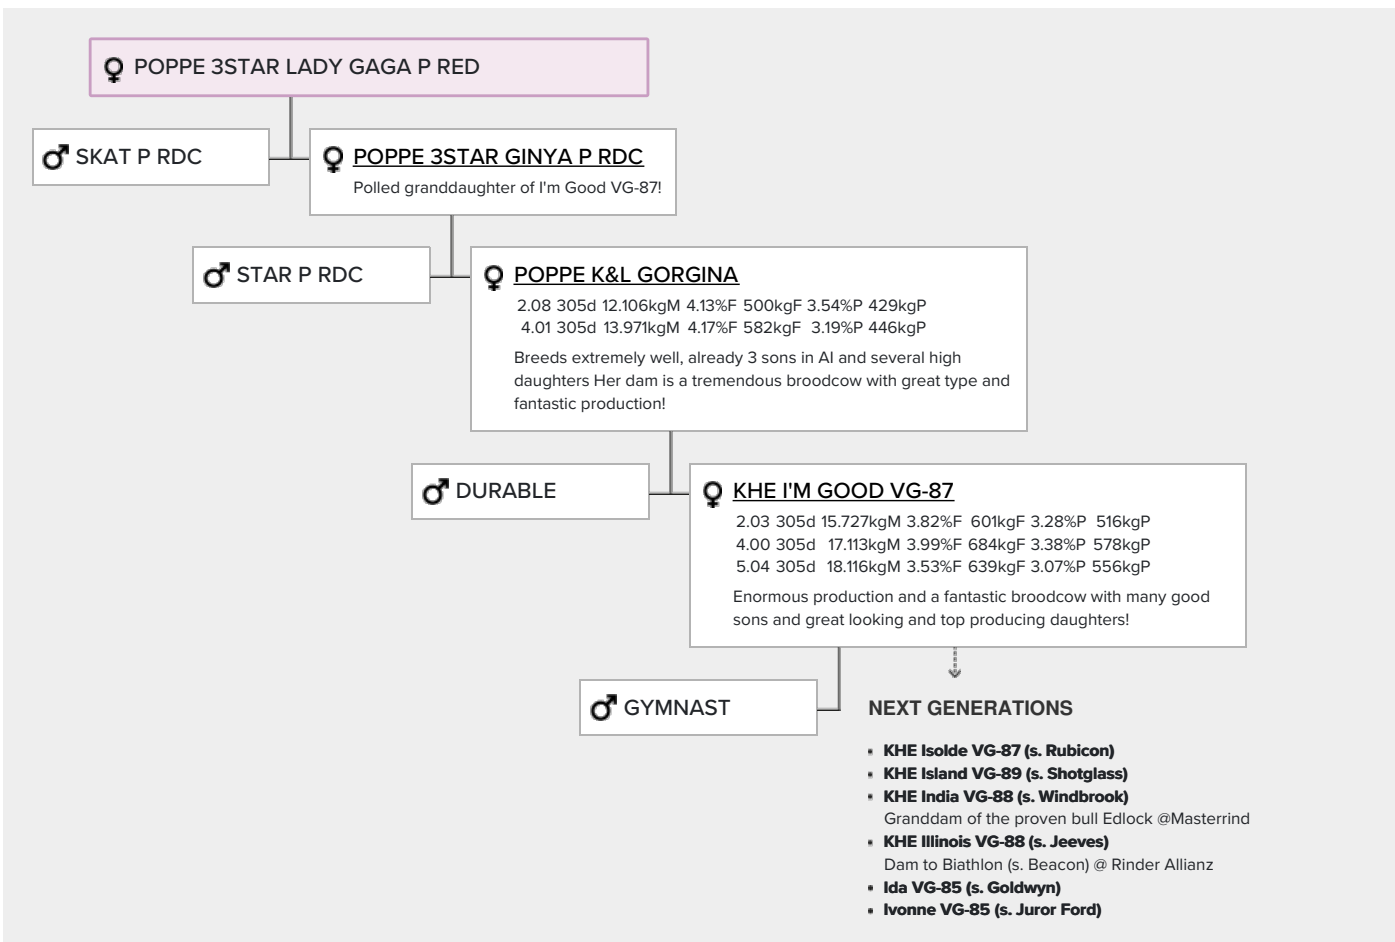 POPPE 3STAR LADY GAGA P RED
SKAT P RDC
POPPE 3STAR GINYA P RDC
Polled granddaughter of I'm Good VG-87!
STAR P RDC
POPPE K&L GORGINA
2.08 305d 12.106kgM 4.13%F 500kgF 3.54%P 429kgP
4.01 305d 13.971kgM 4.17%F 582kgF 3.19%P 446kgP
Breeds extremely well, already 3 sons in AI and several high
daughters Her dam is a tremendous broodcow with great type and
fantastic production!
DURABLE
KHE I'M GOOD VG-87
2.03 305d 15.727kgM 3.82%F 601kgF 3.28%P 516kgP
4.00 305d 17.113kgM 3.99%F 684kgF 3.38%P 578kgP
5.04 305d 18.116kgM 3.53%F 639kgF 3.07%P 556kgP
Enormous production and a fantastic broodcow with many good
sons and great looking and top producing daughters!
GYMNAST
NEXT GENERATIONS
KHE Isolde VG-87 (s. Rubicon)
KHE Island VG-89 (s. Shotglass)
KHE India VG-88 (s. Windbrook)
Granddam of the proven bull Edlock @Masterrind
KHE Illinois VG-88 (s. Jeeves)
Dam to Biathlon (s. Beacon) @ Rinder Allianz
Ida VG-85 (s. Goldwyn)
Ivonne VG-85 (s. Juror Ford)